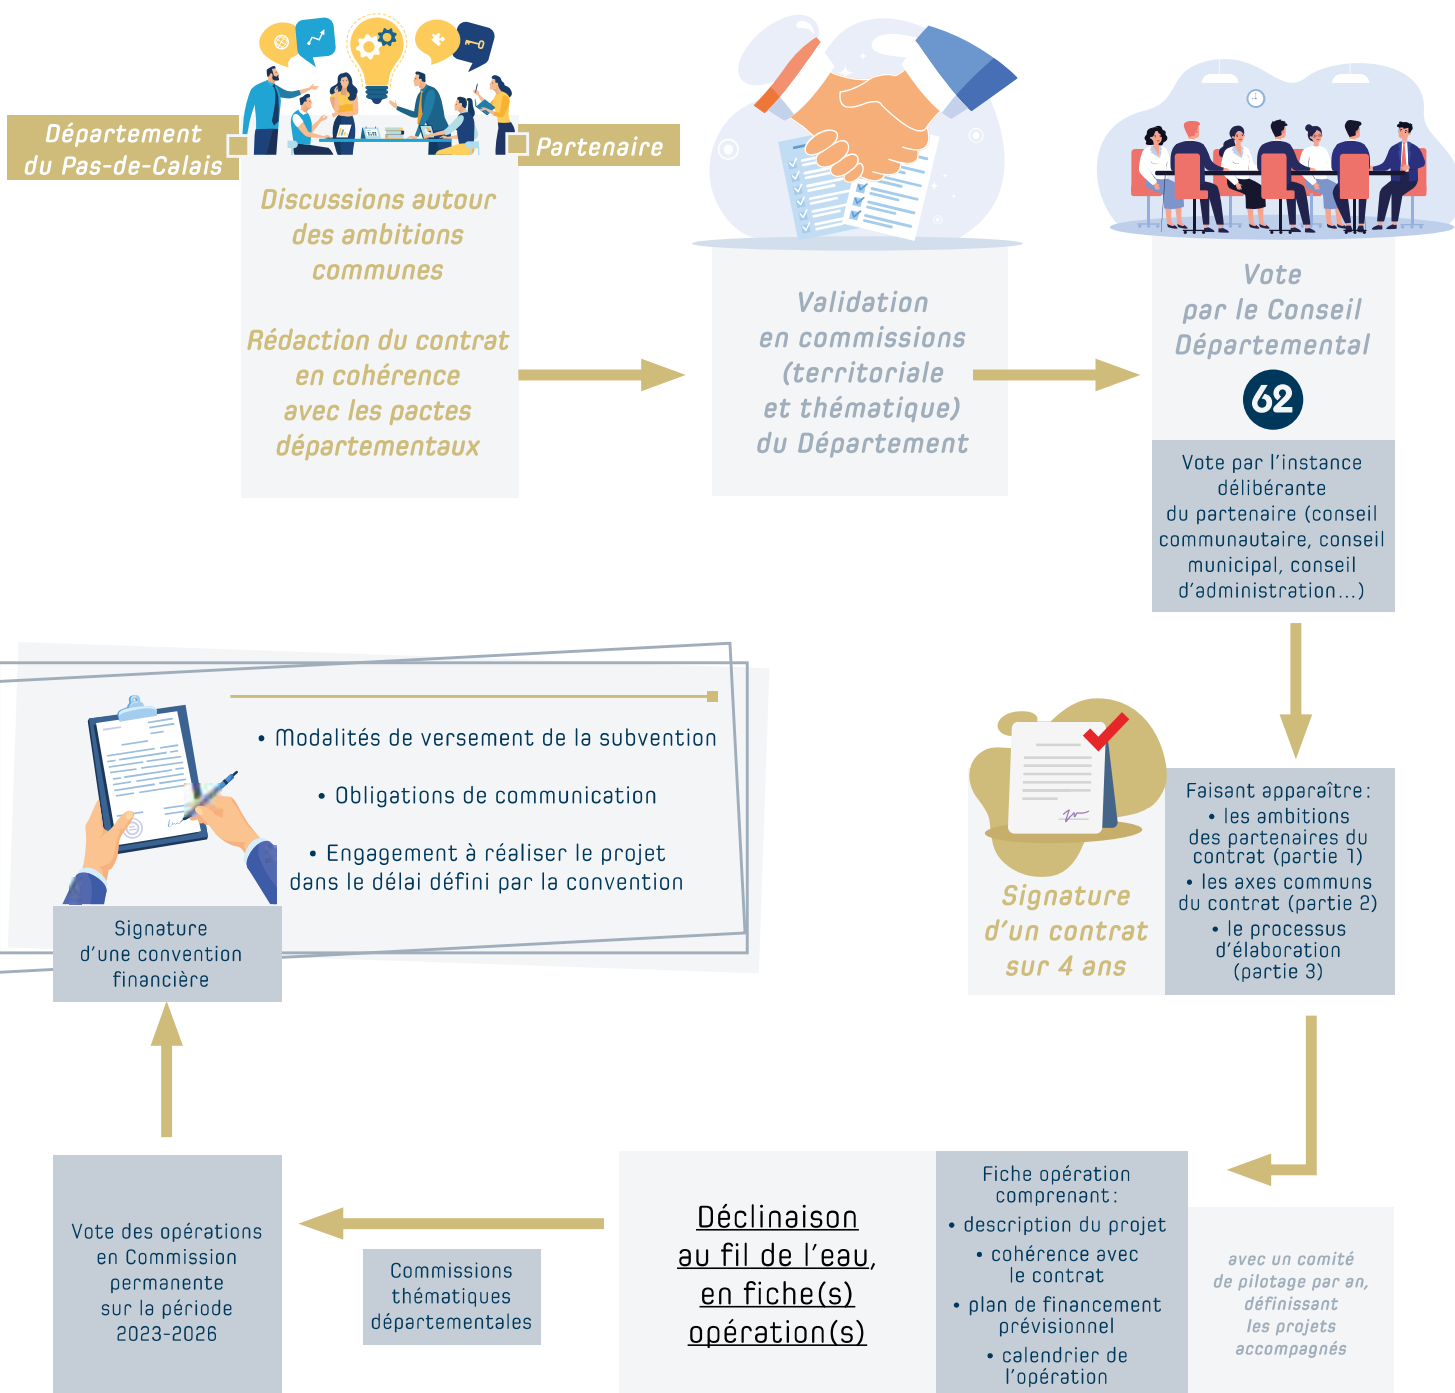 Département
du Pas-de-Calais
Partenaire
Discussions autour
des ambitions
communes
Rédaction du contrat
en cohérence
avec les pactes
départementaux
Validation
en commissions
(territoriale
et thématique)
du Département
Vote
par le Conseil
Départemental
62
Vote par l'instance
délibérante
du partenaire (conseil
communautaire, conseil
municipal, conseil
d'administration...)
Signature
d'un contrat
sur 4 ans
Faisant apparaître :
• les ambitions
des partenaires du
contrat (partie 1)
• les axes communs
du contrat (partie 2)
• le processus
d'élaboration
(partie 3)
avec un comité
de pilotage par an,
définissant
les projets
accompagnés
Déclinaison
au fil de l'eau,
en fiche(s)
opération(s)
Fiche opération
comprenant :
• description du projet
• cohérence avec
le contrat
• plan de financement
prévisionnel
• calendrier de
l'opération
Commissions
thématiques
départementales
Vote des opérations
en Commission
permanente
sur la période
2023-2026
Signature
d'une convention
financière
• Modalités de versement de la subvention
• Obligations de communication
• Engagement à réaliser le projet
dans le délai défini par la convention